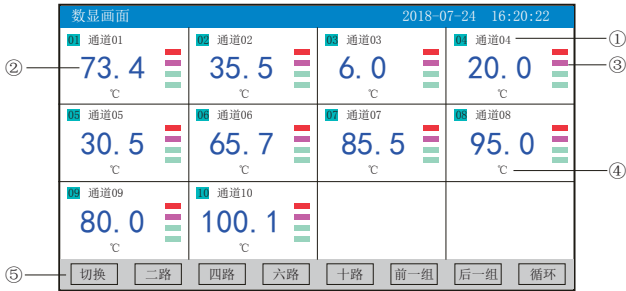 数显画面 2018-07-24 16:20:22
01 通道01 02 通道02 03 通道03 04 通道04 ①
② 73.4 35.5 6.0 20.0 ③
℃ ℃ ℃ ℃
05 通道05 06 通道06 07 通道07 08 通道08
30.5 65.7 85.5 95.0
℃ ℃ ℃ ℃ ④
09 通道09 10 通道10
80.0 100.1
℃ ℃
⑤ 切换 二路 四路 六路 十路 前一组 后一组 循环